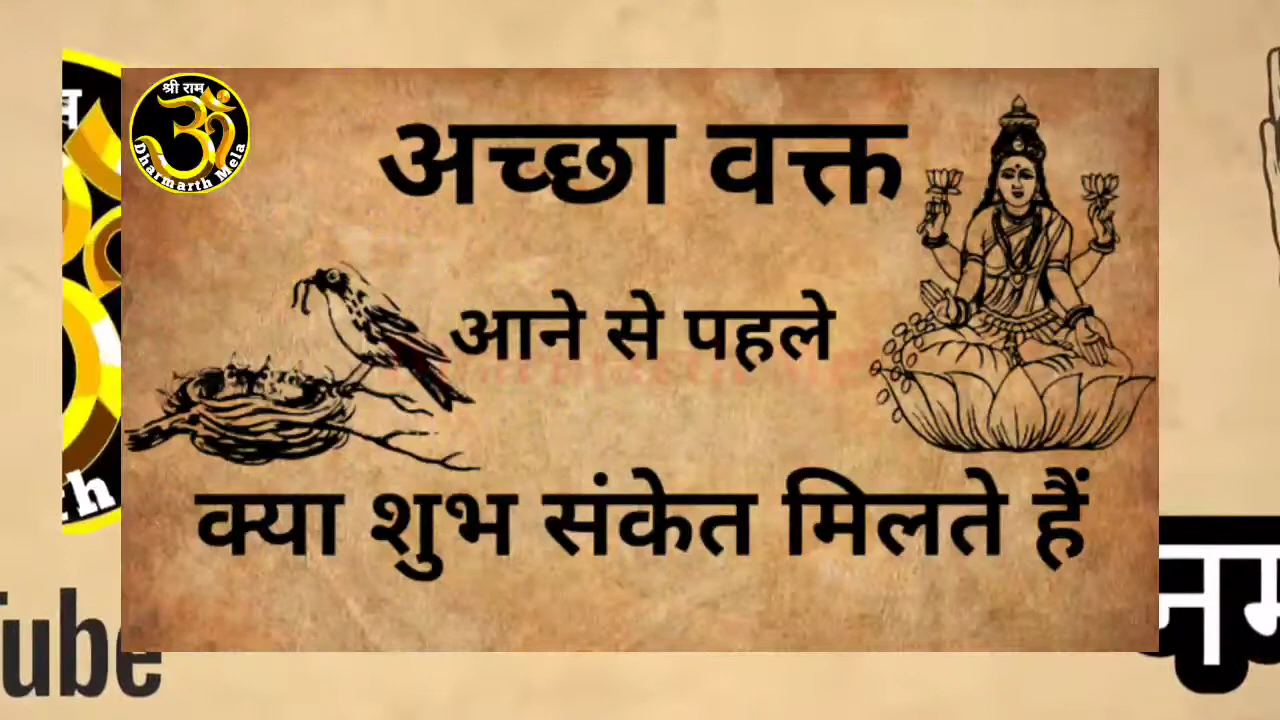 श्री राम
Dharmarth Mela
अच्छा वक्त
आने से पहले
क्या शुभ संकेत मिलते हैं